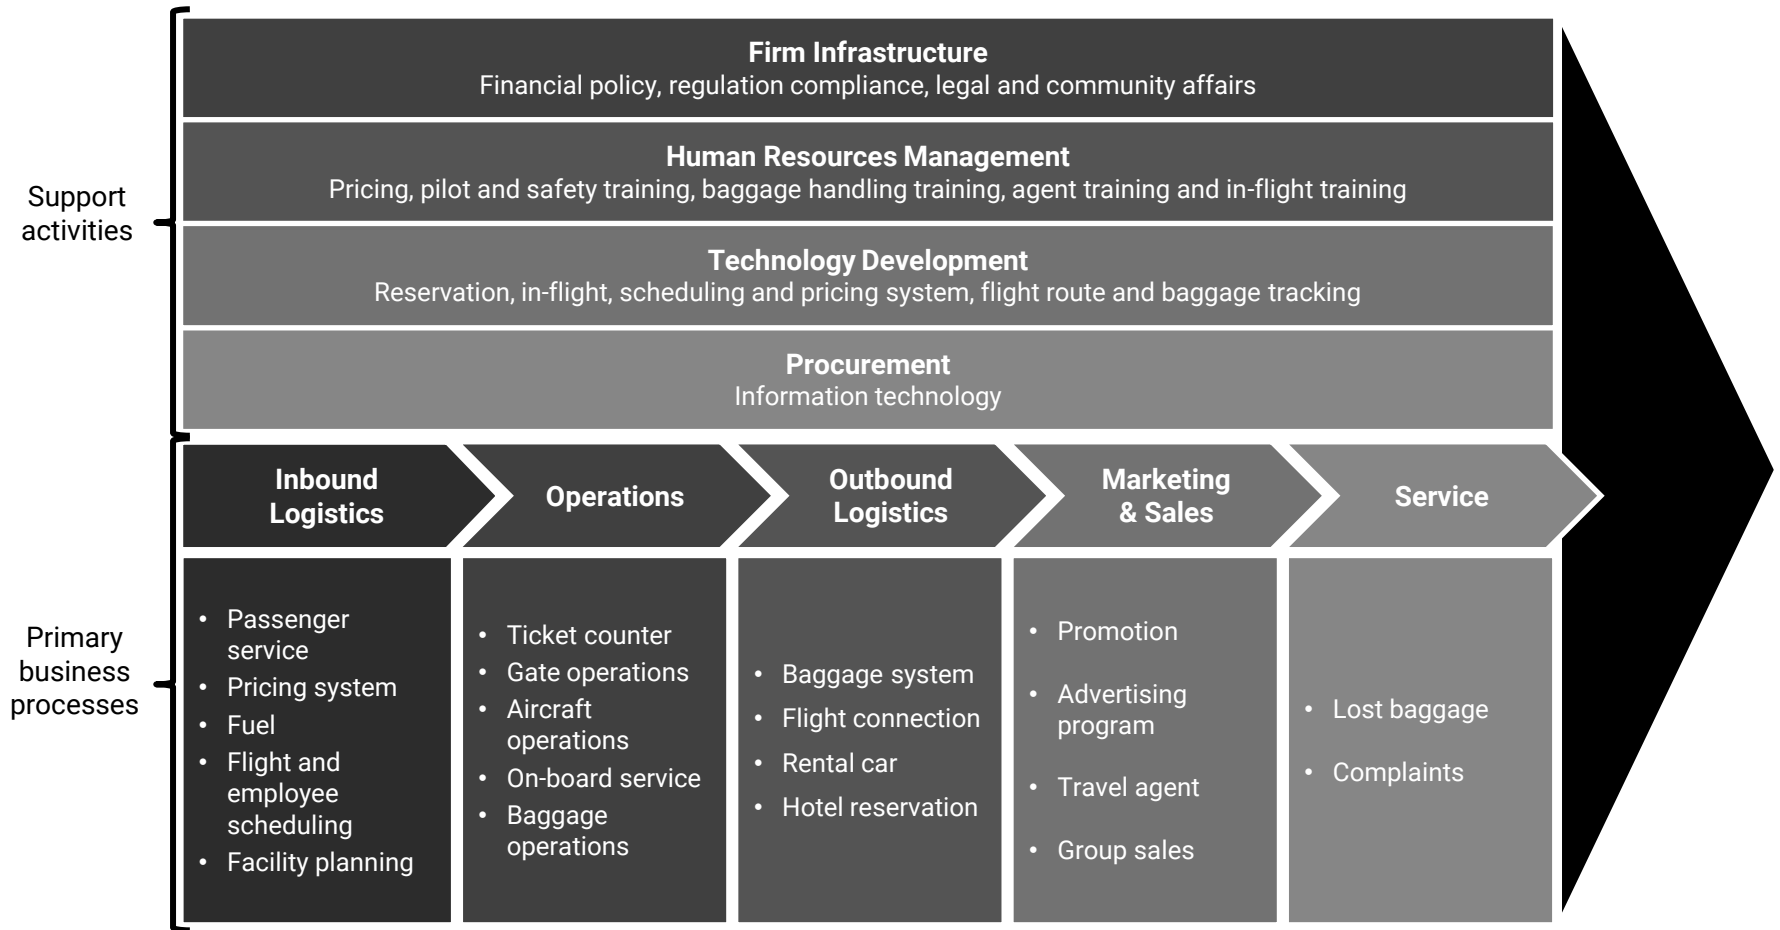 Support
activities
Firm Infrastructure
Financial policy, regulation compliance, legal and community affairs
Human Resources Management
Pricing, pilot and safety training, baggage handling training, agent training and in-flight training
Technology Development
Reservation, in-flight, scheduling and pricing system, flight route and baggage tracking
Procurement
Information technology
Primary
business
processes
Inbound
Logistics
Operations
Outbound
Logistics
Marketing
& Sales
Service
• Passenger
service
• Pricing system
• Fuel
• Flight and
employee
scheduling
• Facility planning
• Ticket counter
• Gate operations
• Aircraft
operations
• On-board service
• Baggage
operations
• Baggage system
• Flight connection
• Rental car
• Hotel reservation
• Promotion
• Advertising
program
• Travel agent
• Group sales
• Lost baggage
• Complaints